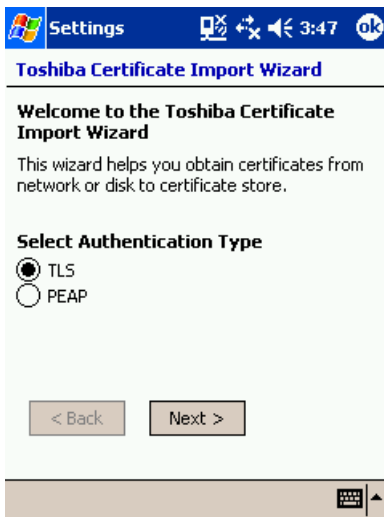 Settings 3:47 ok
Toshiba Certificate Import Wizard
Welcome to the Toshiba Certificate
Import Wizard
This wizard helps you obtain certificates from
network or disk to certificate store.
Select Authentication Type
TLS
PEAP
< Back Next >